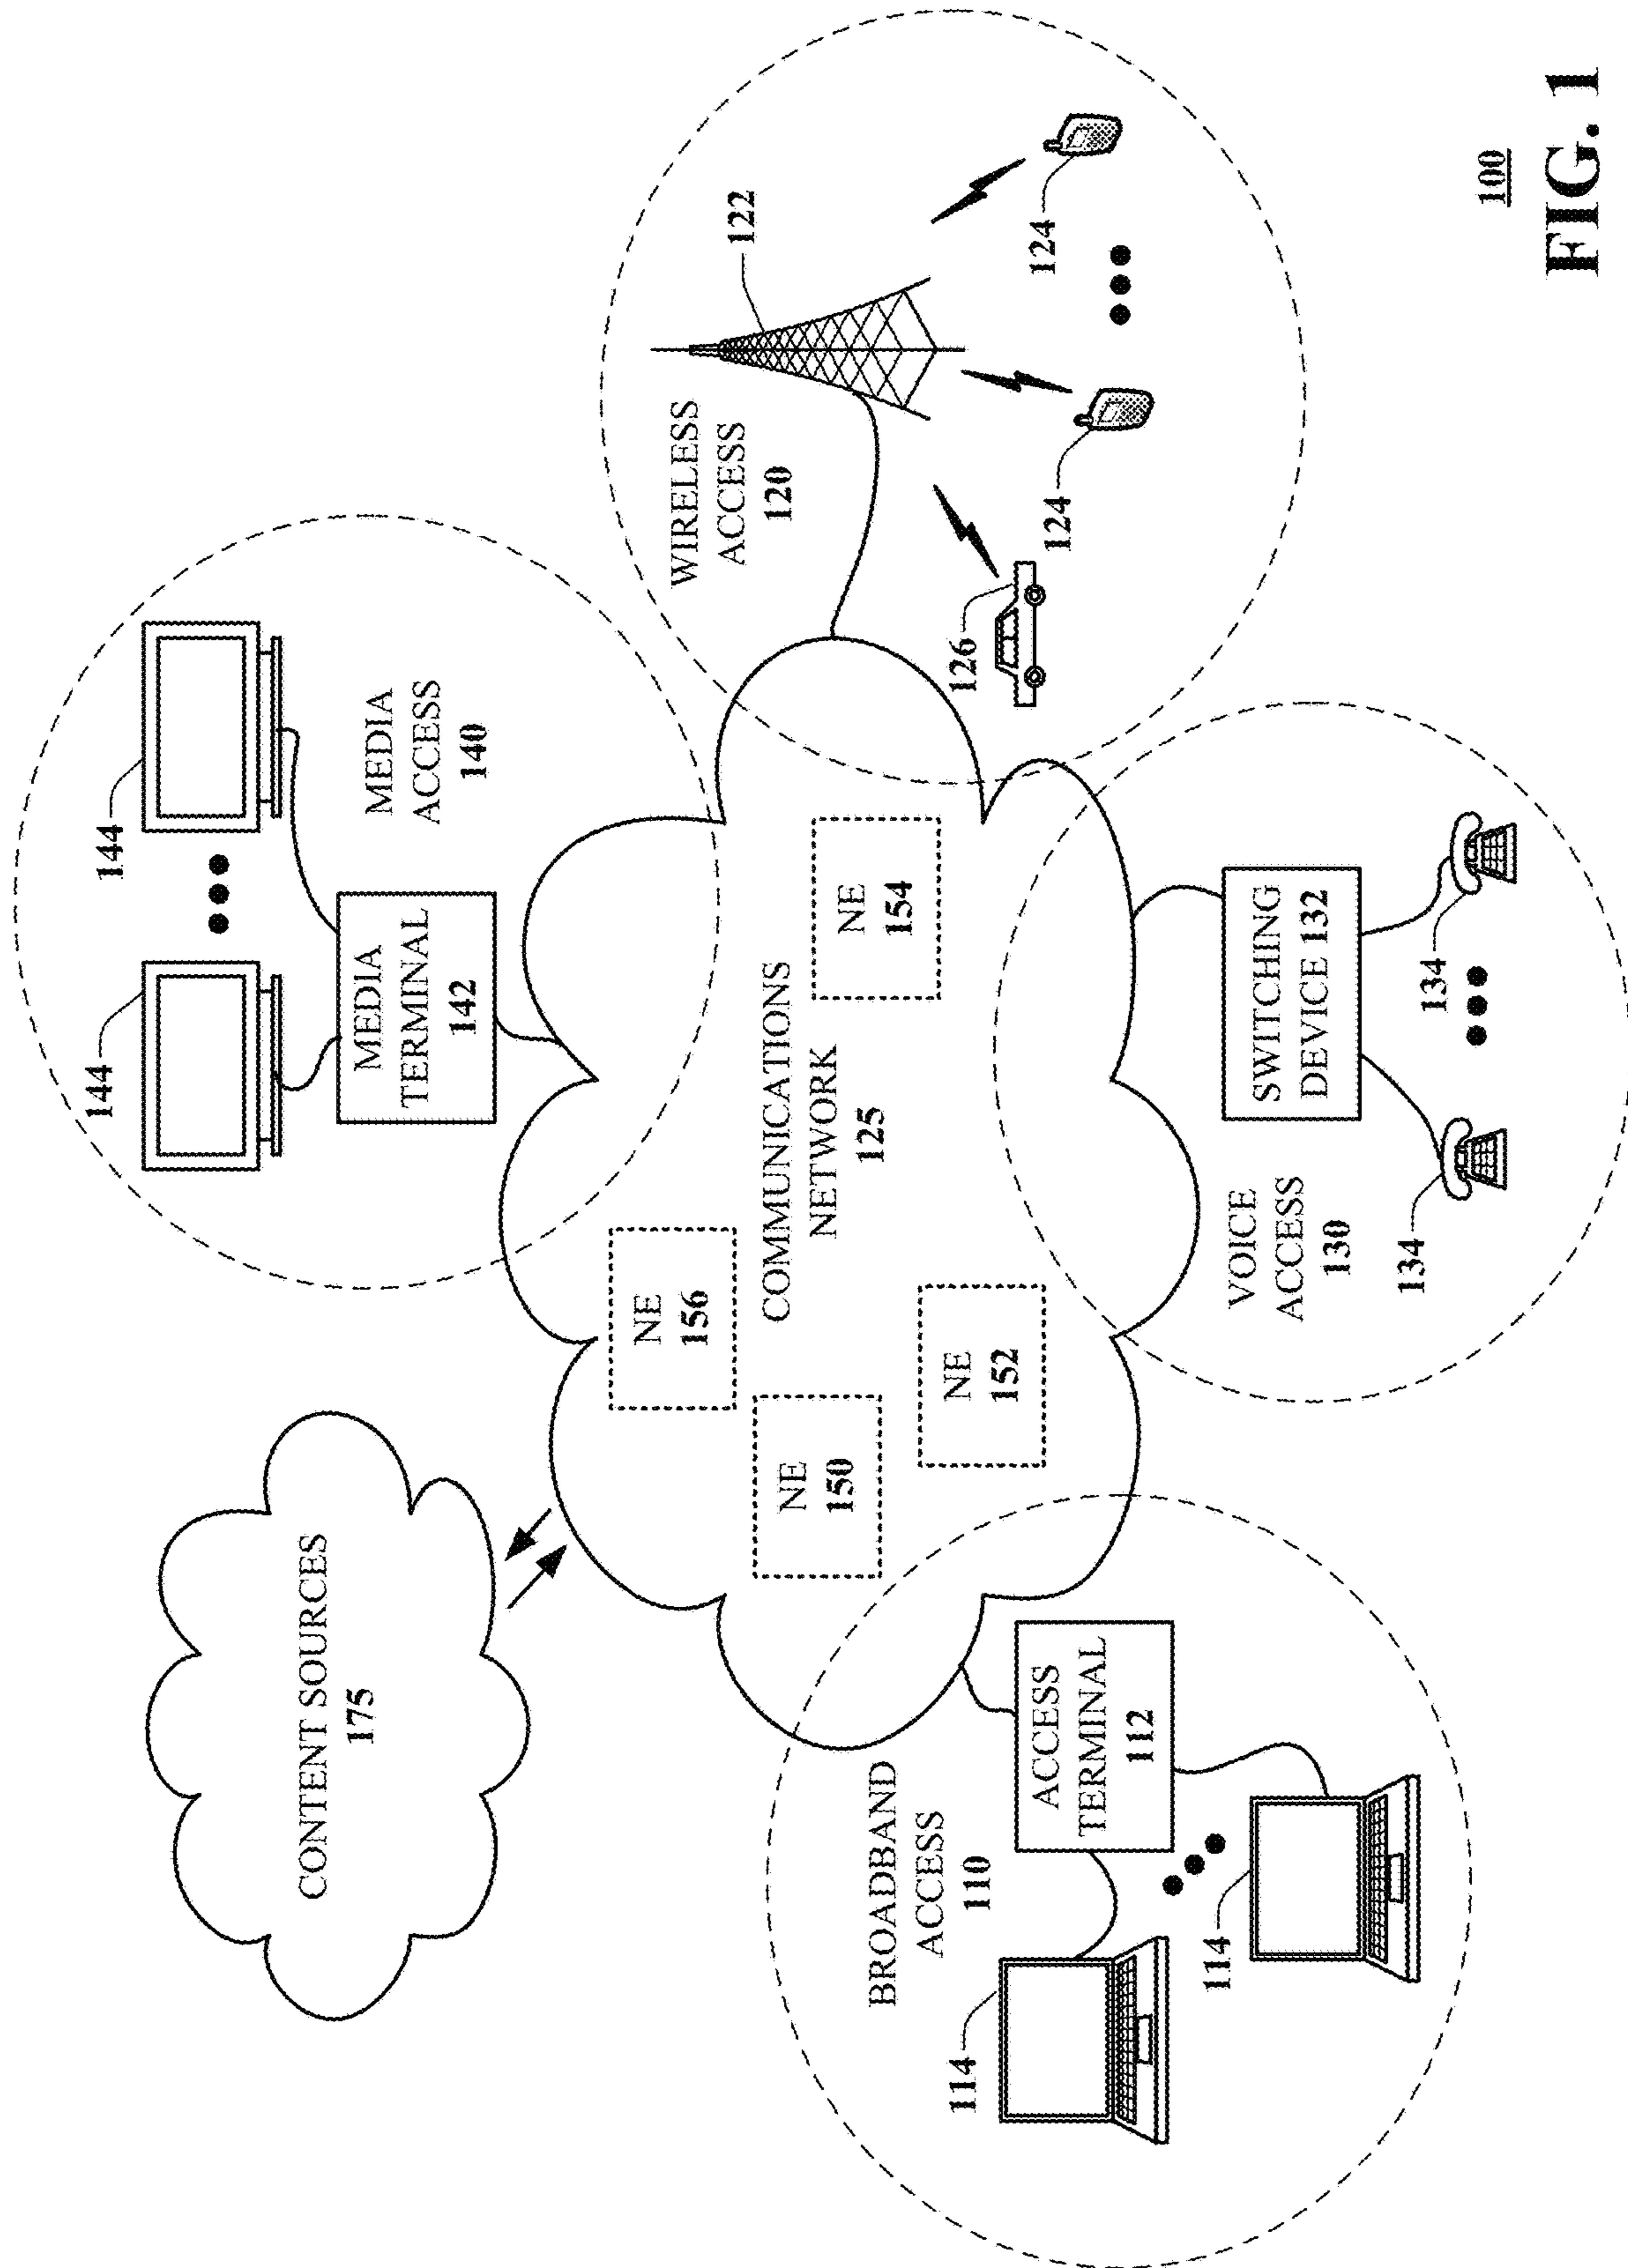 CONTENT SOURCES
175
144
144
MEDIA
TERMINAL
142
MEDIA
ACCESS
140
BROADBAND
ACCESS
110
114
114
ACCESS
TERMINAL
112
NE
150
NE
156
NE
152
COMMUNICATIONS
NETWORK
125
NE
154
WIRELESS
ACCESS
120
122
126
124
124
VOICE
ACCESS
130
SWITCHING
DEVICE 132
134
134
100
FIG. 1